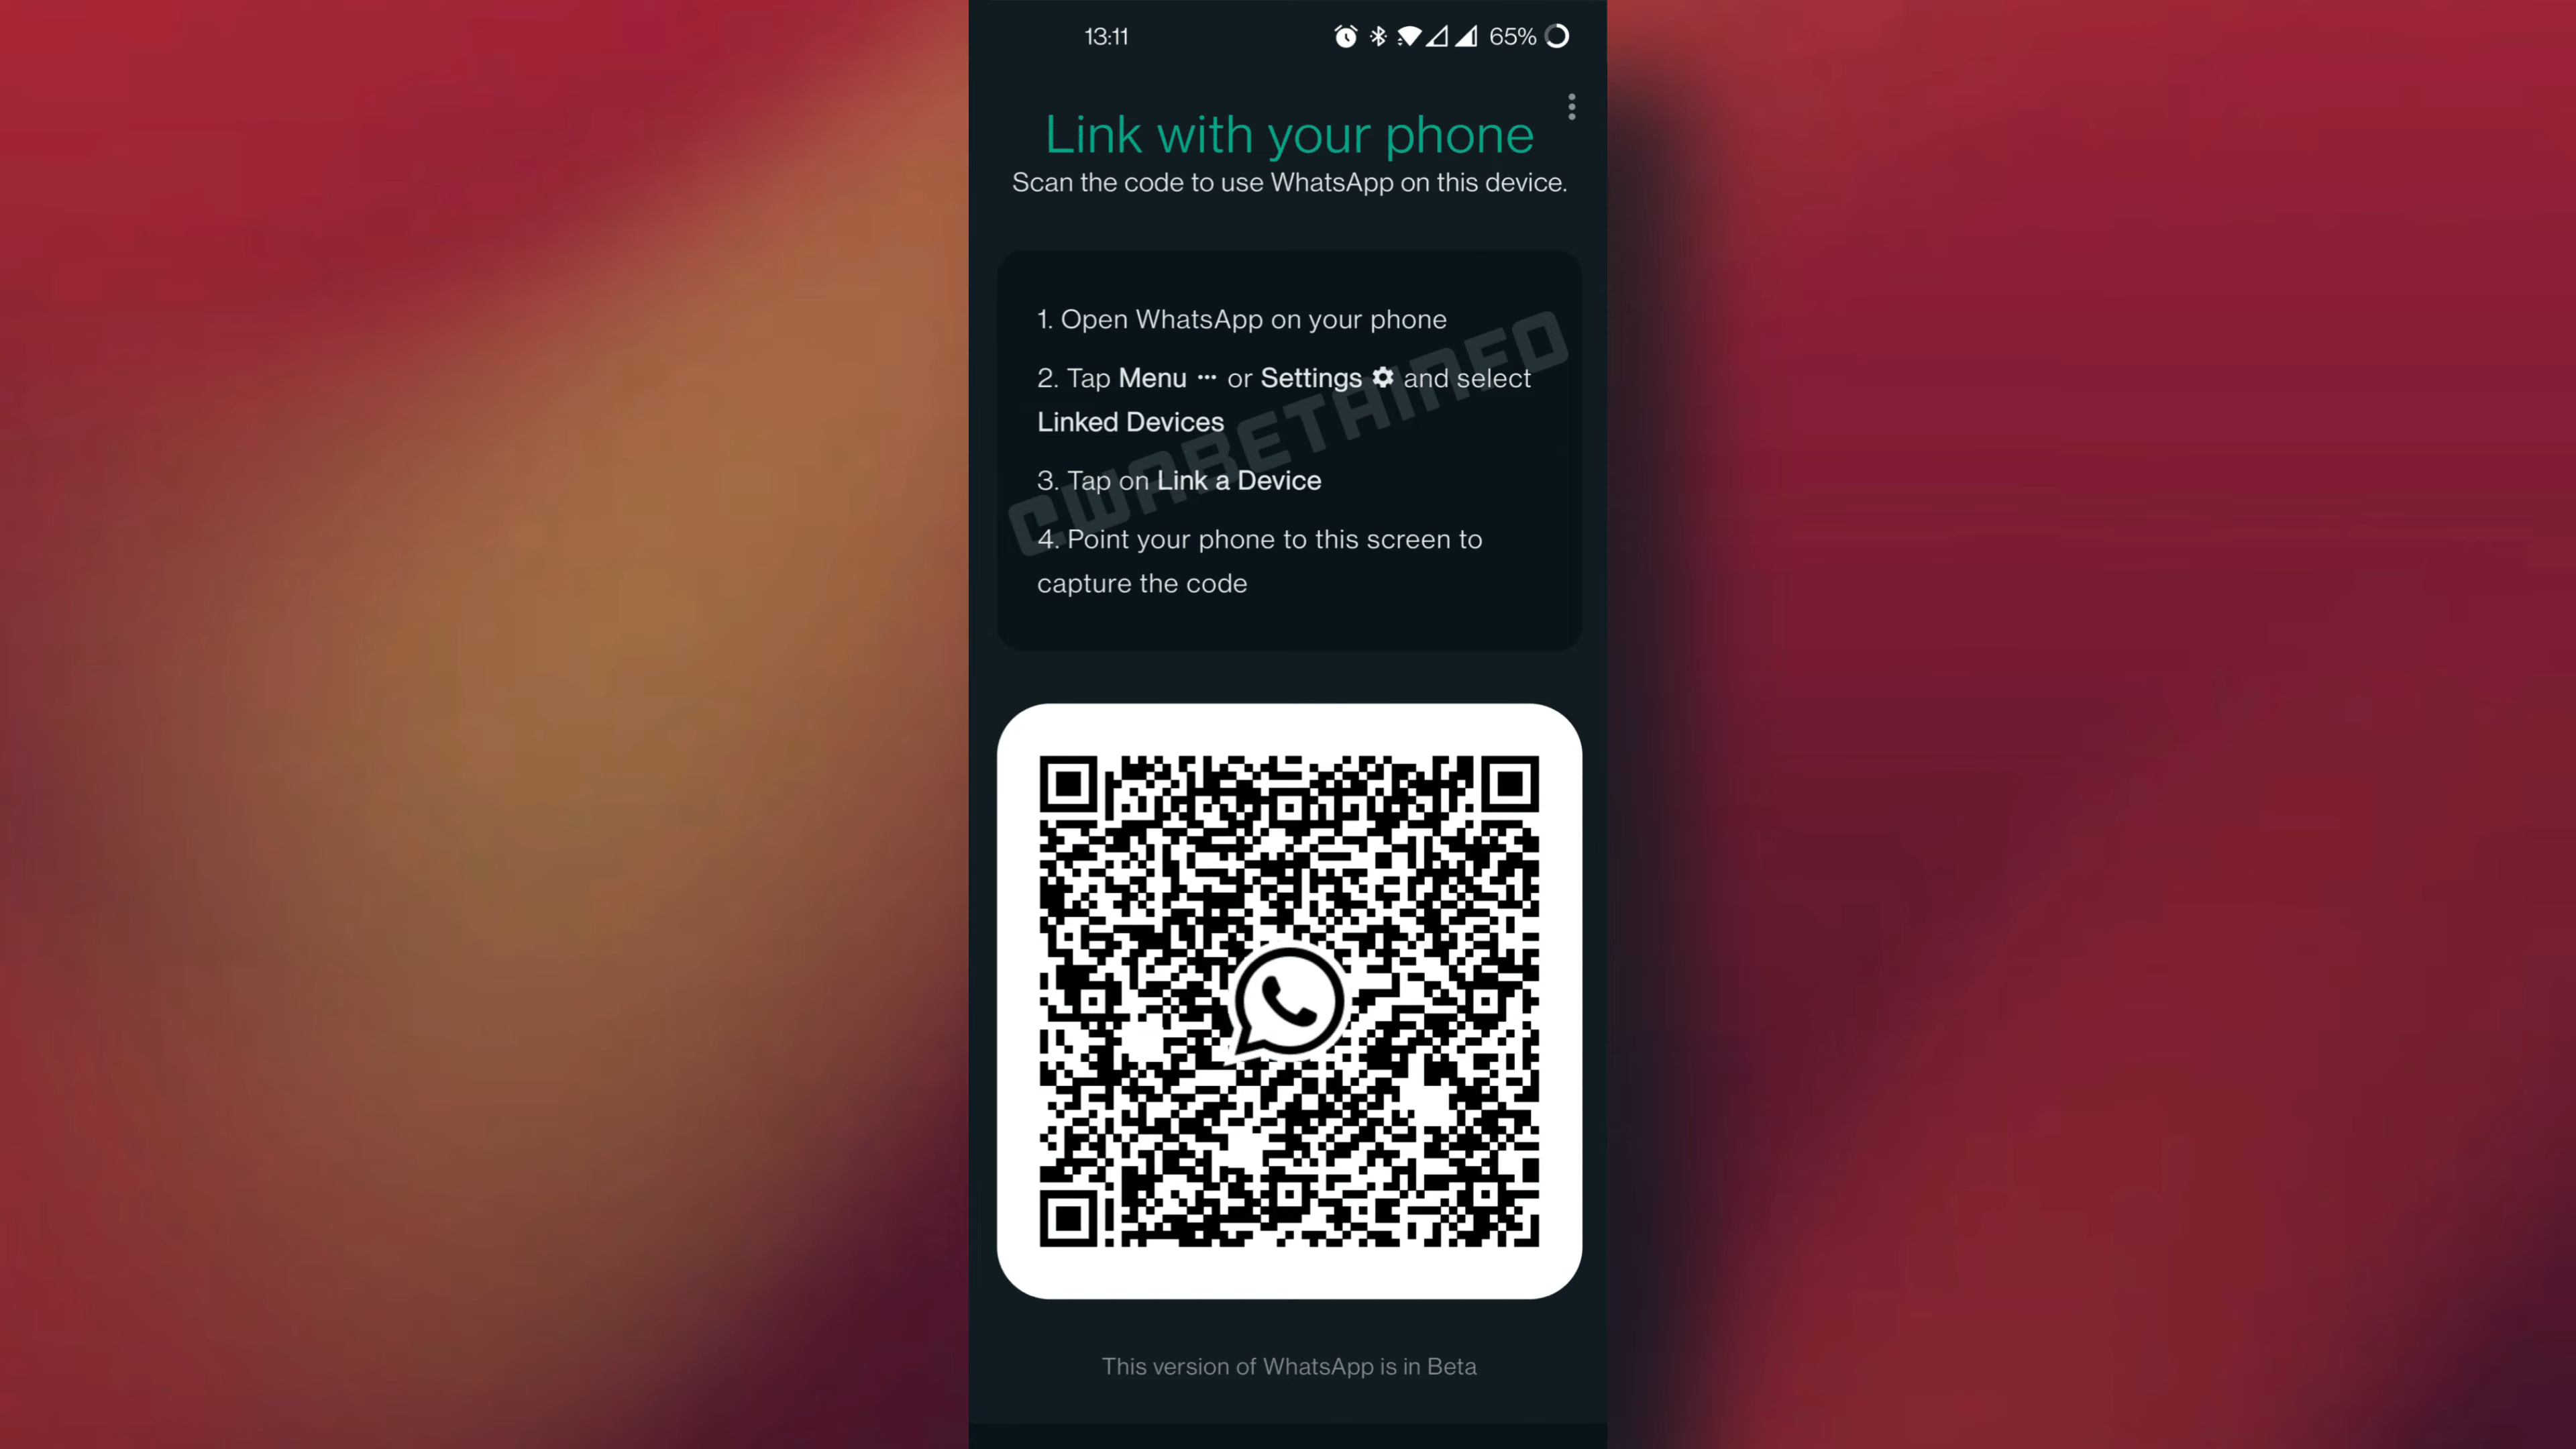 13:11
65%
Link with your phone
Scan the code to use WhatsApp on this device.
1. Open WhatsApp on your phone
2. Tap Menu ··· or Settings and select
Linked Devices
3. Tap on Link a Device
4. Point your phone to this screen to
capture the code
CWABETAINFO
This version of WhatsApp is in Beta